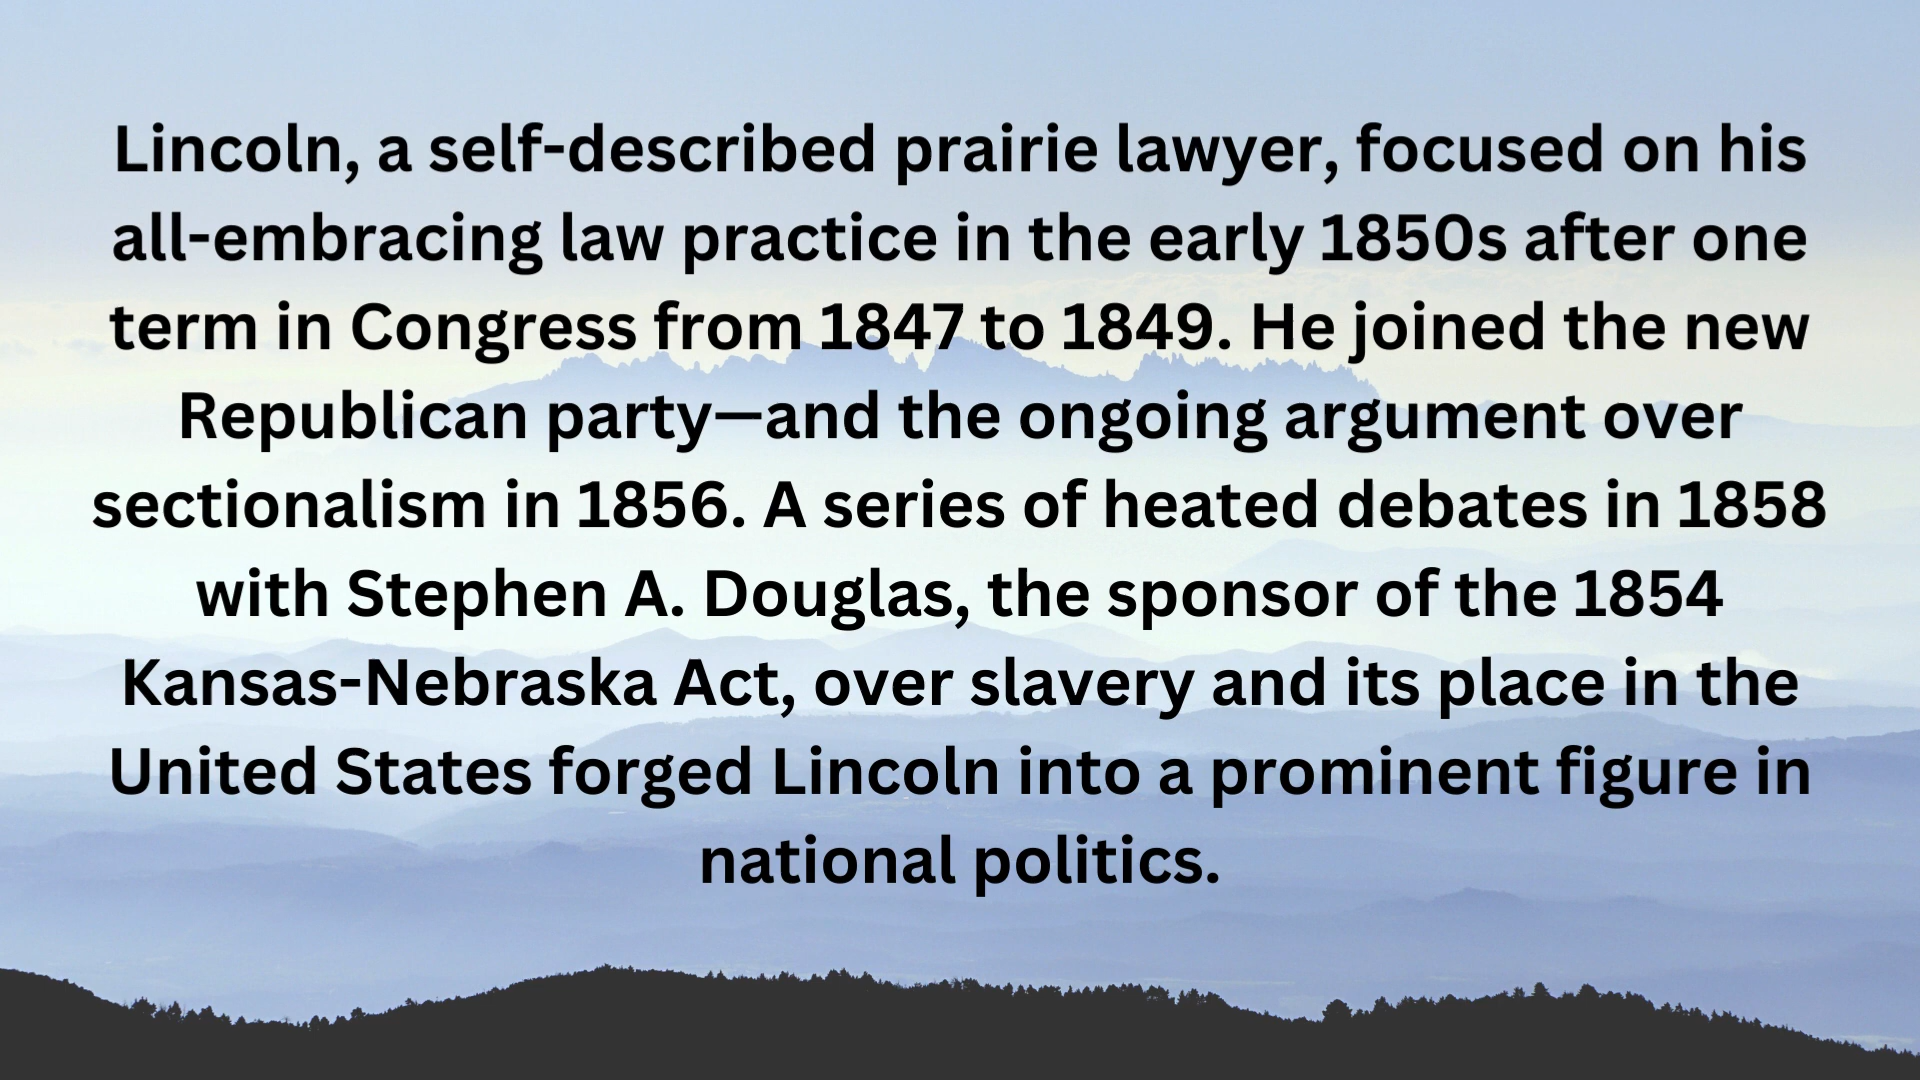 Lincoln, a self-described prairie lawyer, focused on his
all-embracing law practice in the early 1850s after one
term in Congress from 1847 to 1849. He joined the new
Republican party—and the ongoing argument over
sectionalism in 1856. A series of heated debates in 1858
with Stephen A. Douglas, the sponsor of the 1854
Kansas-Nebraska Act, over slavery and its place in the
United States forged Lincoln into a prominent figure in
national politics.